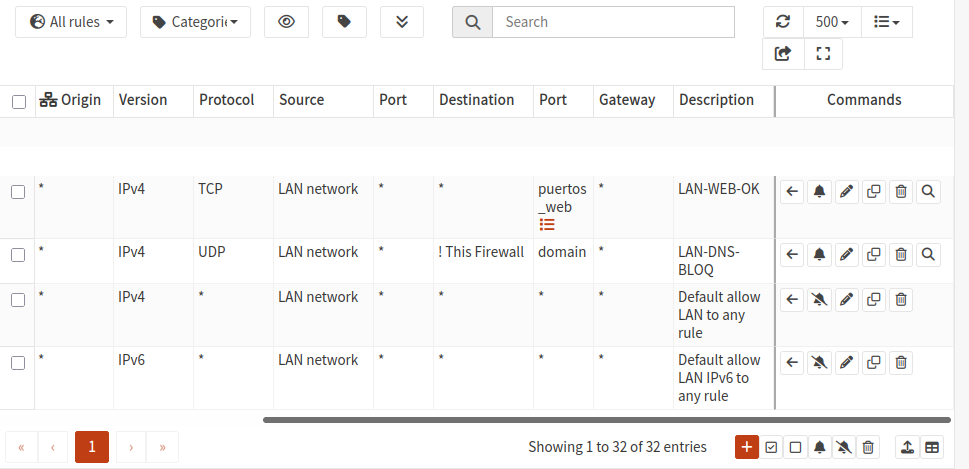 All rules
Categorie
Search
500
Origin Version Protocol Source Port Destination Port Gateway Description Commands
* IPv4 TCP LAN network * * puertos
_web * LAN-WEB-OK
* IPv4 UDP LAN network * ! This Firewall domain * LAN-DNS-
BLOQ
* IPv4 * LAN network * * * * Default allow
LAN to any
rule
* IPv6 * LAN network * * * * Default allow
LAN IPv6 to
any rule
« ‹ 1 › »
Showing 1 to 32 of 32 entries